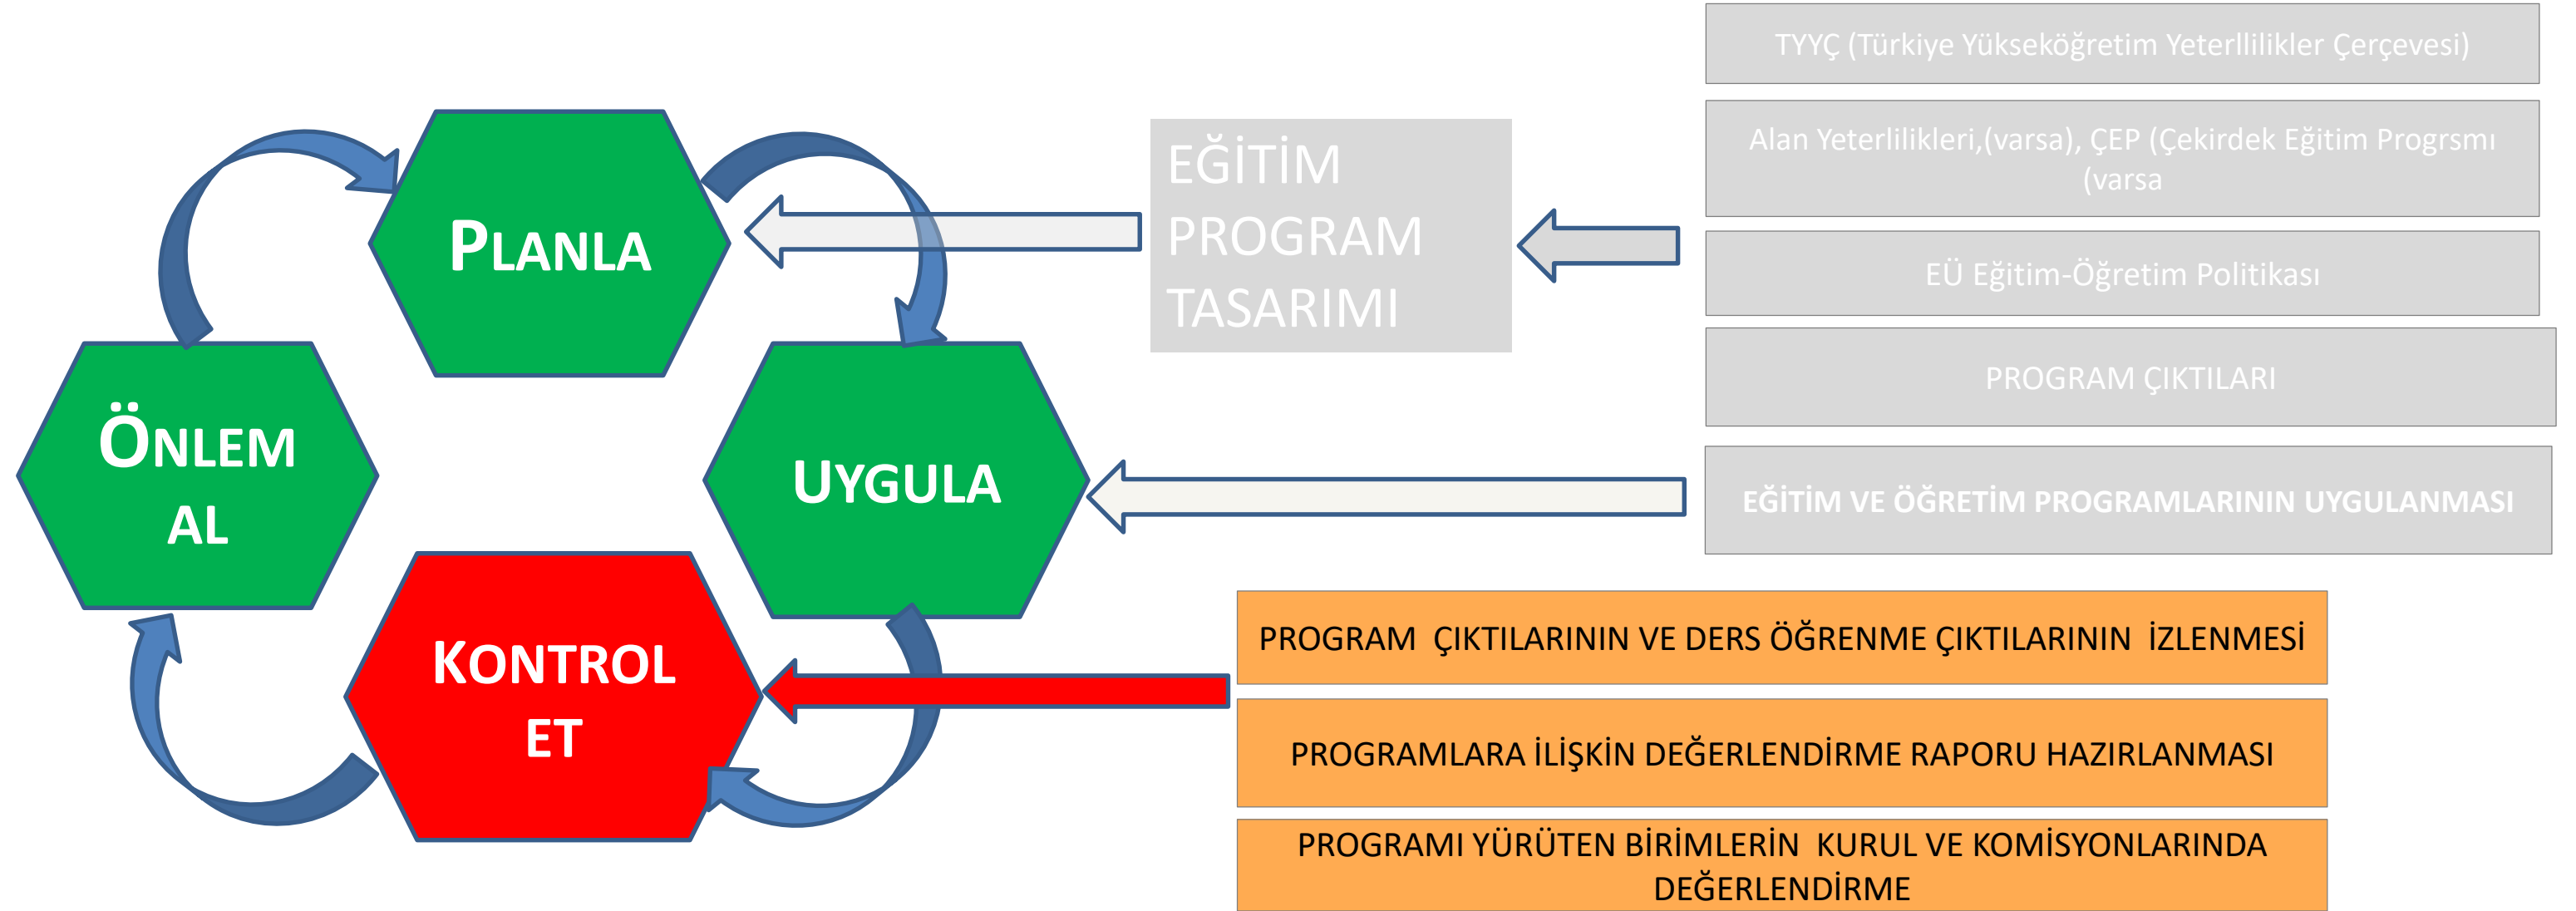 PLANLA
UYGULA
KONTROL
ET
ÖNLEM
AL
EĞİTİM
PROGRAM
TASARIMI
TYYÇ (Türkiye Yükseköğretim Yeterllilikler Çerçevesi)
Alan Yeterlilikleri,(varsa), ÇEP (Çekirdek Eğitim Progrsmı
(varsa
EÜ Eğitim-Öğretim Politikası
PROGRAM ÇIKTILARI
EĞİTİM VE ÖĞRETİM PROGRAMLARININ UYGULANMASI
PROGRAM  ÇIKTILARININ VE DERS ÖĞRENME ÇIKTILARININ  İZLENMESİ
PROGRAMLARA İLİŞKİN DEĞERLENDİRME RAPORU HAZIRLANMASI
PROGRAMI YÜRÜTEN BİRİMLERİN  KURUL VE KOMİSYONLARINDA
DEĞERLENDİRME